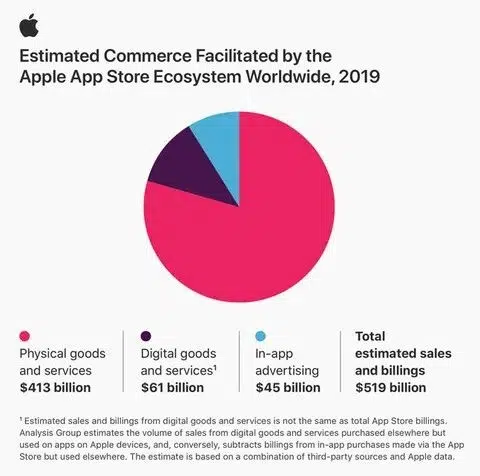 Estimated Commerce Facilitated by the
Apple App Store Ecosystem Worldwide, 2019
Physical goods
and services
$413 billion
Digital goods
and services¹
$61 billion
In-app
advertising
$45 billion
Total
estimated sales
and billings
$519 billion
¹ Estimated sales and billings from digital goods and services is not the same as total App Store billings.
Analysis Group estimates the volume of sales from digital goods and services purchased elsewhere but
used on apps on Apple devices, and, conversely, subtracts billings from in-app purchases made via the App
Store but used elsewhere. The estimate is based on a combination of third-party sources and Apple data.